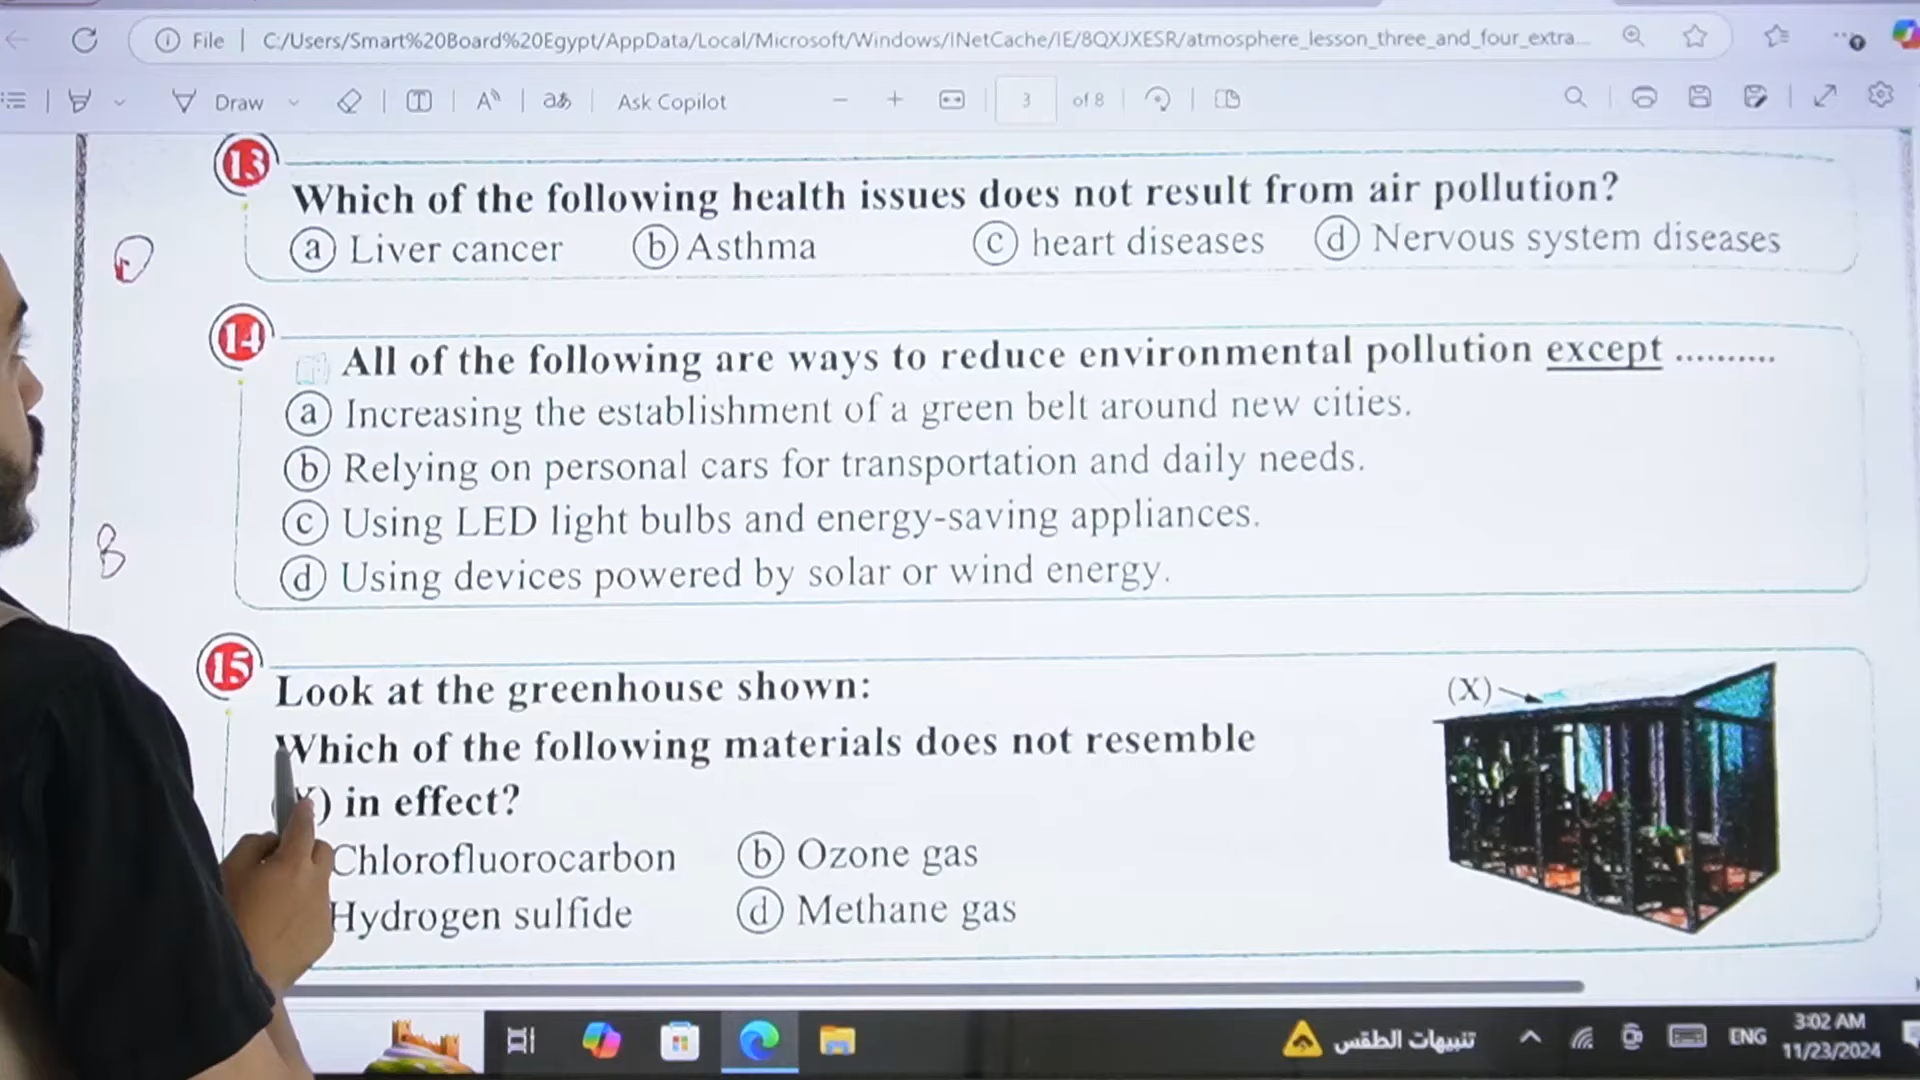 File | C:/Users/Smart%20Board%20Egypt/AppData/Local/Microsoft/Windows/INetCache/IE/8QXJXESR/atmosphere_lesson_three_and_four_extra...
Draw Ask Copilot 3 of 8
13
Which of the following health issues does not result from air pollution?
a Liver cancer b Asthma c heart diseases d Nervous system diseases
14
All of the following are ways to reduce environmental pollution except ..........
a Increasing the establishment of a green belt around new cities.
b Relying on personal cars for transportation and daily needs.
B
c Using LED light bulbs and energy-saving appliances.
d Using devices powered by solar or wind energy.
15
Look at the greenhouse shown:
(X)
Which of the following materials does not resemble
(X) in effect?
Chlorofluorocarbon b Ozone gas
Hydrogen sulfide d Methane gas
تنبيهات الطقس ENG 3:02 AM
11/23/2024